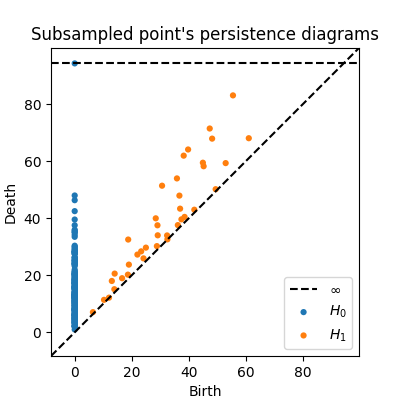 Subsampled point's persistence diagrams
Death
80
60
40
20
0
0 20 40 60 80
Birth
∞
H₀
H₁